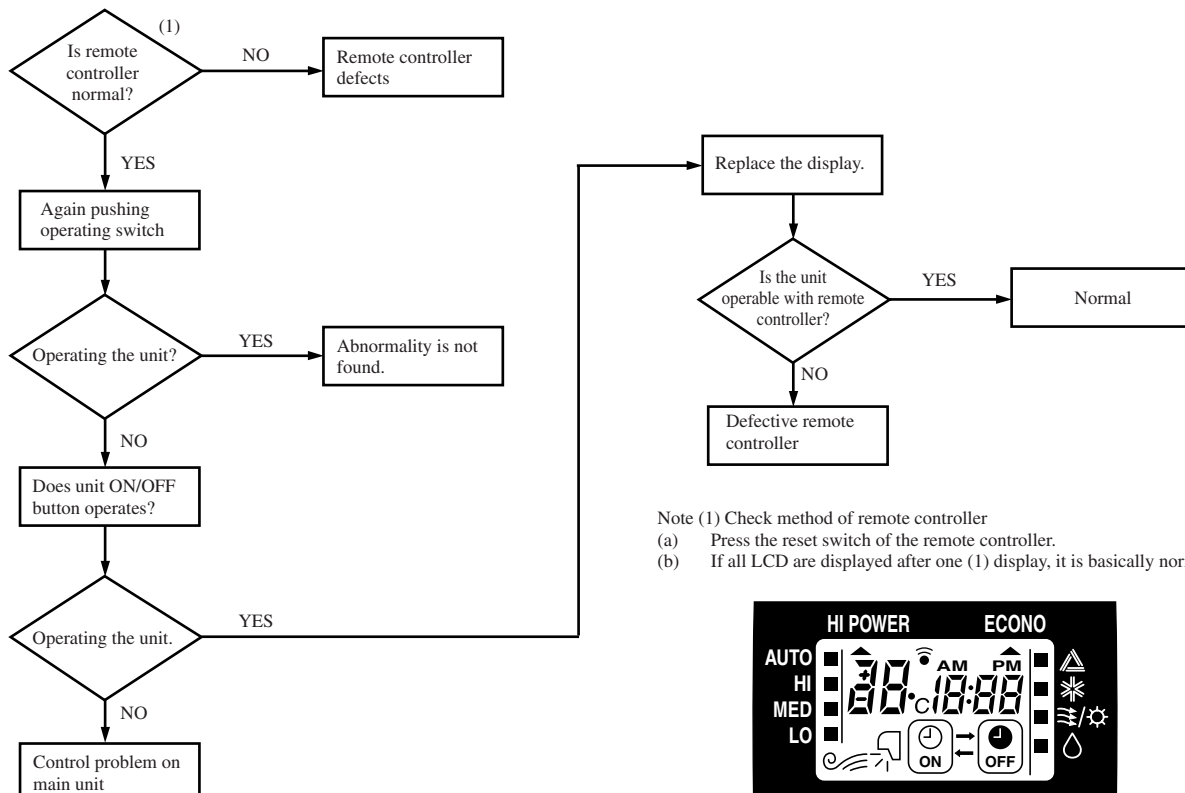 (1)
Is remote
controller
normal?
NO
Remote controller
defects
YES
Again pushing
operating switch
Operating the unit?
YES
Abnormality is not
found.
NO
Does unit ON/OFF
button operates?
Operating the unit.
YES
NO
Control problem on
main unit
Replace the display.
Is the unit
operable with remote
controller?
YES
Normal
NO
Defective remote
controller
Note (1) Check method of remote controller
(a) Press the reset switch of the remote controller.
(b) If all LCD are displayed after one (1) display, it is basically nor
HI POWER ECONO
AUTO
HI
MED
LO
AM PM
+
-
88.C 18:88
ON OFF